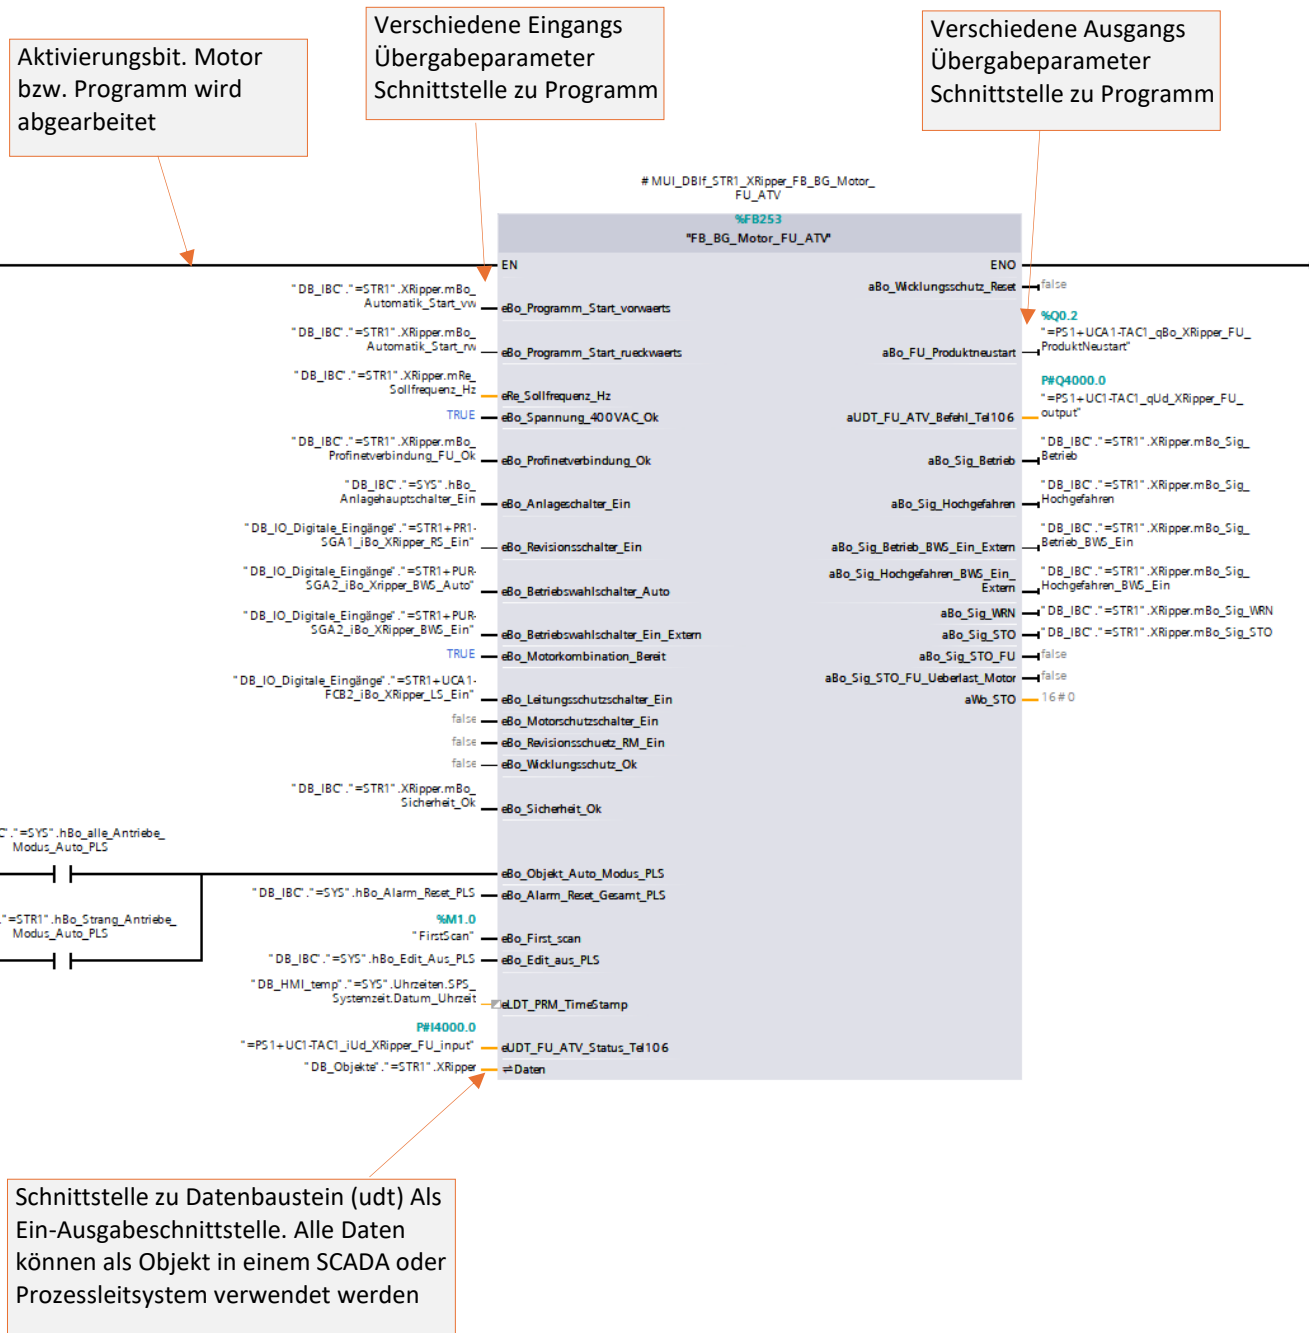 Verschiedene Eingangs
Übergabeparameter
Schnittstelle zu Programm
Verschiedene Ausgangs
Übergabeparameter
Schnittstelle zu Programm
Aktivierungsbit. Motor
bzw. Programm wird
abgearbeitet
# MUI_DBIf_STR1_XRipper_FB_BG_Motor_
FU_ATV
%FB253
"FB_BG_Motor_FU_ATV"
EN
ENO
"DB_IBC"."=STR1".XRipper.mBo_
Automatik_Start_vw
eBo_Programm_Start_vorwaerts
"DB_IBC"."=STR1".XRipper.mBo_
Automatik_Start_rw
eBo_Programm_Start_rueckwaerts
"DB_IBC"."=STR1".XRipper.mRe_
Sollfrequenz_Hz
eRe_Sollfrequenz_Hz
TRUE
eBo_Spannung_400VAC_Ok
"DB_IBC"."=STR1".XRipper.mBo_
Profinetverbindung_FU_Ok
eBo_Profinetverbindung_Ok
"DB_IBC"."=SYS".hBo_
Anlagehauptschalter_Ein
eBo_Anlageschalter_Ein
"DB_IO_Digitale_Eingänge"."=STR1+PR1-
SGA1_iBo_XRipper_RS_Ein"
eBo_Revisionsschalter_Ein
"DB_IO_Digitale_Eingänge"."=STR1+PUR-
SGA2_iBo_Xripper_BWS_Auto"
eBo_Betriebswahlschalter_Auto
"DB_IO_Digitale_Eingänge"."=STR1+PUR-
SGA2_iBo_XRipper_BWS_Ein"
eBo_Betriebswahlschalter_Ein_Extern
TRUE
eBo_Motorkombination_Bereit
"DB_IO_Digitale_Eingänge"."=STR1+UCA1-
FCB2_iBo_XRipper_LS_Ein"
eBo_Leitungsschutzschalter_Ein
false
eBo_Motorschutzschalter_Ein
false
eBo_Revisionsschuetz_RM_Ein
false
eBo_Wicklungsschutz_Ok
"DB_IBC"."=STR1".XRipper.mBo_
Sicherheit_Ok
eBo_Sicherheit_Ok
C"."=SYS".hBo_alle_Antriebe_
Modus_Auto_PLS
eBo_Objekt_Auto_Modus_PLS
"DB_IBC"."=SYS".hBo_Alarm_Reset_PLS
eBo_Alarm_Reset_Gesamt_PLS
."=STR1".hBo_Strang_Antriebe_
Modus_Auto_PLS
%M1.0
"FirstScan"
eBo_First_scan
"DB_IBC"."=SYS".hBo_Edit_Aus_PLS
eBo_Edit_aus_PLS
"DB_HMI_temp"."=SYS".Uhrzeiten.SPS_
Systemzeit.Datum_Uhrzeit
eLDT_PRM_TimeStamp
P#I4000.0
"=PS1+UC1-TAC1_iUd_XRipper_FU_input"
eUDT_FU_ATV_Status_Tel106
"DB_Objekte"."=STR1".XRipper
⇌Daten
aBo_Wicklungsschutz_Reset
false
%Q0.2
"=PS1+UCA1-TAC1_qBo_XRipper_FU_
ProduktNeustart"
aBo_FU_Produktneustart
P#Q4000.0
"=PS1+UC1-TAC1_qUd_XRipper_FU_
output"
aUDT_FU_ATV_Befehl_Tel106
"DB_IBC"."=STR1".XRipper.mBo_Sig_
Betrieb
aBo_Sig_Betrieb
"DB_IBC"."=STR1".XRipper.mBo_Sig_
Hochgefahren
aBo_Sig_Hochgefahren
"DB_IBC"."=STR1".XRipper.mBo_Sig_
Betrieb_BWS_Ein
aBo_Sig_Betrieb_BWS_Ein_Extern
"DB_IBC"."=STR1".XRipper.mBo_Sig_
Hochgefahren_BWS_Ein
aBo_Sig_Hochgefahren_BWS_Ein_
Extern
aBo_Sig_WRN
"DB_IBC"."=STR1".XRipper.mBo_Sig_WRN
aBo_Sig_STO
"DB_IBC"."=STR1".XRipper.mBo_Sig_STO
aBo_Sig_STO_FU
false
aBo_Sig_STO_FU_Ueberlast_Motor
false
aWo_STO
16#0
Schnittstelle zu Datenbaustein (udt) Als
Ein-Ausgabeschnittstelle. Alle Daten
können als Objekt in einem SCADA oder
Prozessleitsystem verwendet werden